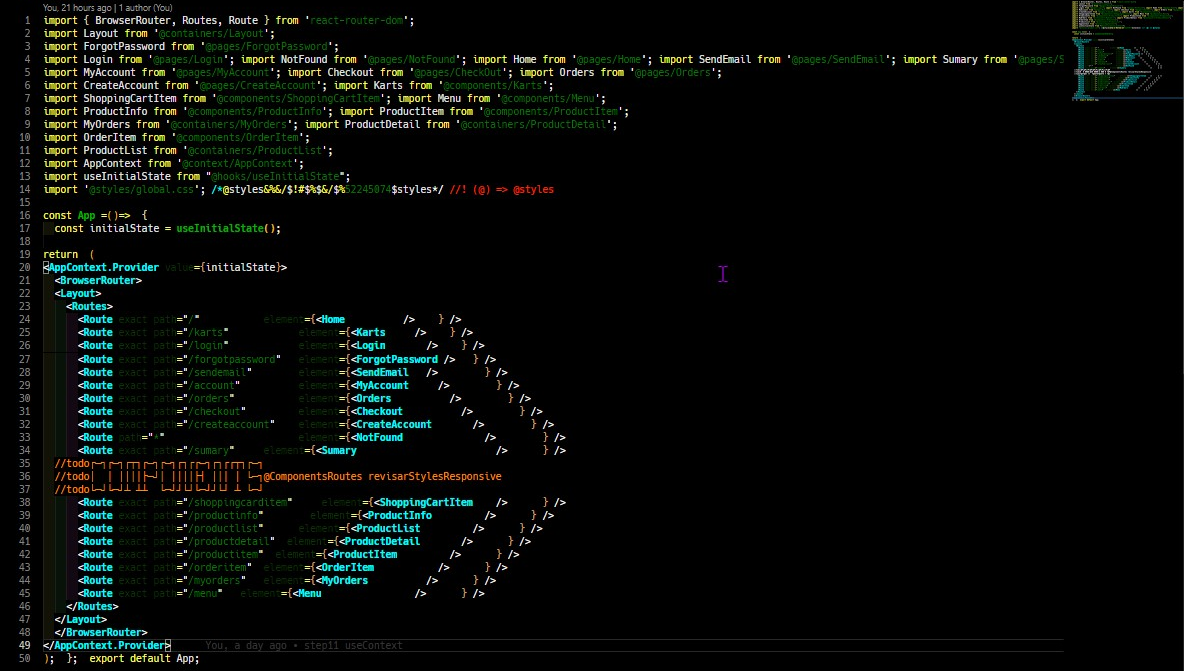 You, 21 hours ago | 1 author (You)
1 import { BrowserRouter, Routes, Route } from 'react-router-dom';
2 import Layout from '@containers/Layout';
3 import ForgotPassword from '@pages/ForgotPassword';
4 import Login from '@pages/Login'; import NotFound from '@pages/NotFound'; import Home from '@pages/Home'; import SendEmail from '@pages/SendEmail'; import Sumary from '@pages/S
5 import MyAccount from '@pages/MyAccount'; import Checkout from '@pages/CheckOut'; import Orders from '@pages/Orders';
6 import CreateAccount from '@pages/CreateAccount'; import Karts from '@components/Karts';
7 import ShoppingCartItem from '@components/ShoppingCartItem'; import Menu from '@components/Menu';
8 import ProductInfo from '@components/ProductInfo'; import ProductItem from '@components/ProductItem';
9 import MyOrders from '@containers/MyOrders'; import ProductDetail from '@containers/ProductDetail';
10 import OrderItem from '@components/OrderItem';
11 import ProductList from '@containers/ProductList';
12 import AppContext from '@context/AppContext';
13 import useInitialState from "@hooks/useInitialState";
14 import '@styles/global.css'; /*@styles&%&/$!#$%$&/$%62245074$styles*/ //! (@) => @styles
15
16 const App =()=> {
17 const initialState = useInitialState();
18
19 return (
20 <AppContext.Provider value={initialState}>
21 <BrowserRouter>
22 <Layout>
23 <Routes>
24 <Route exact path="/" element={<Home /> } />
25 <Route exact path="/karts" element={<Karts /> } />
26 <Route exact path="/login" element={<Login /> } />
27 <Route exact path="/forgotpassword" element={<ForgotPassword /> } />
28 <Route exact path="/sendemail" element={<SendEmail /> } />
29 <Route exact path="/account" element={<MyAccount /> } />
30 <Route exact path="/orders" element={<Orders /> } />
31 <Route exact path="/checkout" element={<Checkout /> } />
32 <Route exact path="/createaccount" element={<CreateAccount /> } />
33 <Route path="*" element={<NotFound /> } />
34 <Route exact path="/sumary" element={<Sumary /> } />
35 //todo
36 //todo @ComponentsRoutes revisarStylesResponsive
37 //todo
38 <Route exact path="/shoppingcarditem" element={<ShoppingCartItem /> } />
39 <Route exact path="/productinfo" element={<ProductInfo /> } />
40 <Route exact path="/productlist" element={<ProductList /> } />
41 <Route exact path="/productdetail" element={<ProductDetail /> } />
42 <Route exact path="/productitem" element={<ProductItem /> } />
43 <Route exact path="/orderitem" element={<OrderItem /> } />
44 <Route exact path="/myorders" element={<MyOrders /> } />
45 <Route exact path="/menu" element={<Menu /> } />
46 </Routes>
47 </Layout>
48 </BrowserRouter>
49 </AppContext.Provider> You, a day ago • step11 useContext
50 ); }; export default App;